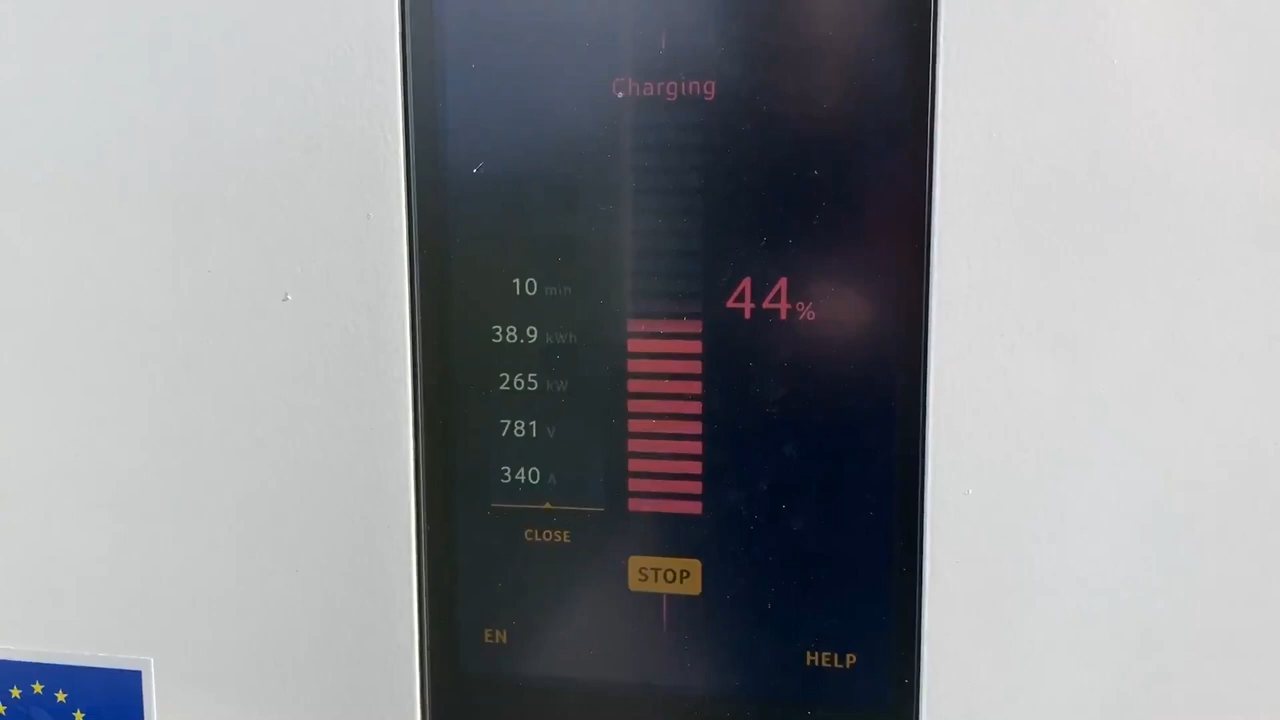 Charging
10 min
44%
38.9 kWh
265 kW
781 V
340 A
CLOSE
STOP
EN
HELP